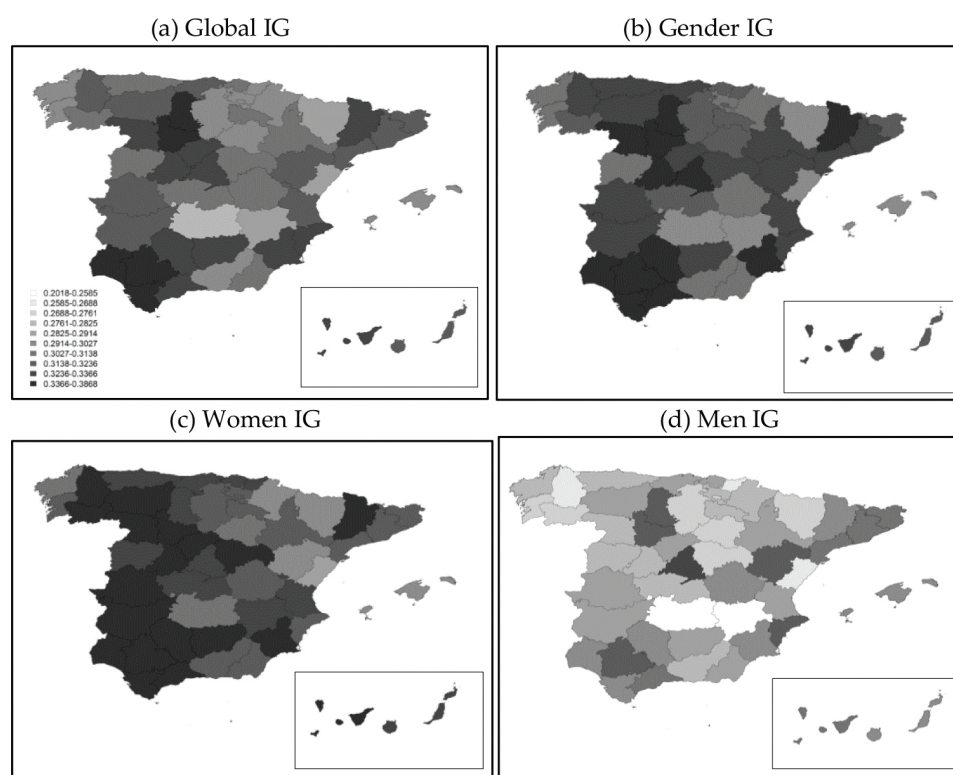 (a) Global IG
(b) Gender IG
0.2018-0.2585
0.2585-0.2688
0.2688-0.2761
0.2761-0.2825
0.2825-0.2914
0.2914-0.3027
0.3027-0.3138
0.3138-0.3236
0.3236-0.3366
0.3366-0.3868
(c) Women IG
(d) Men IG